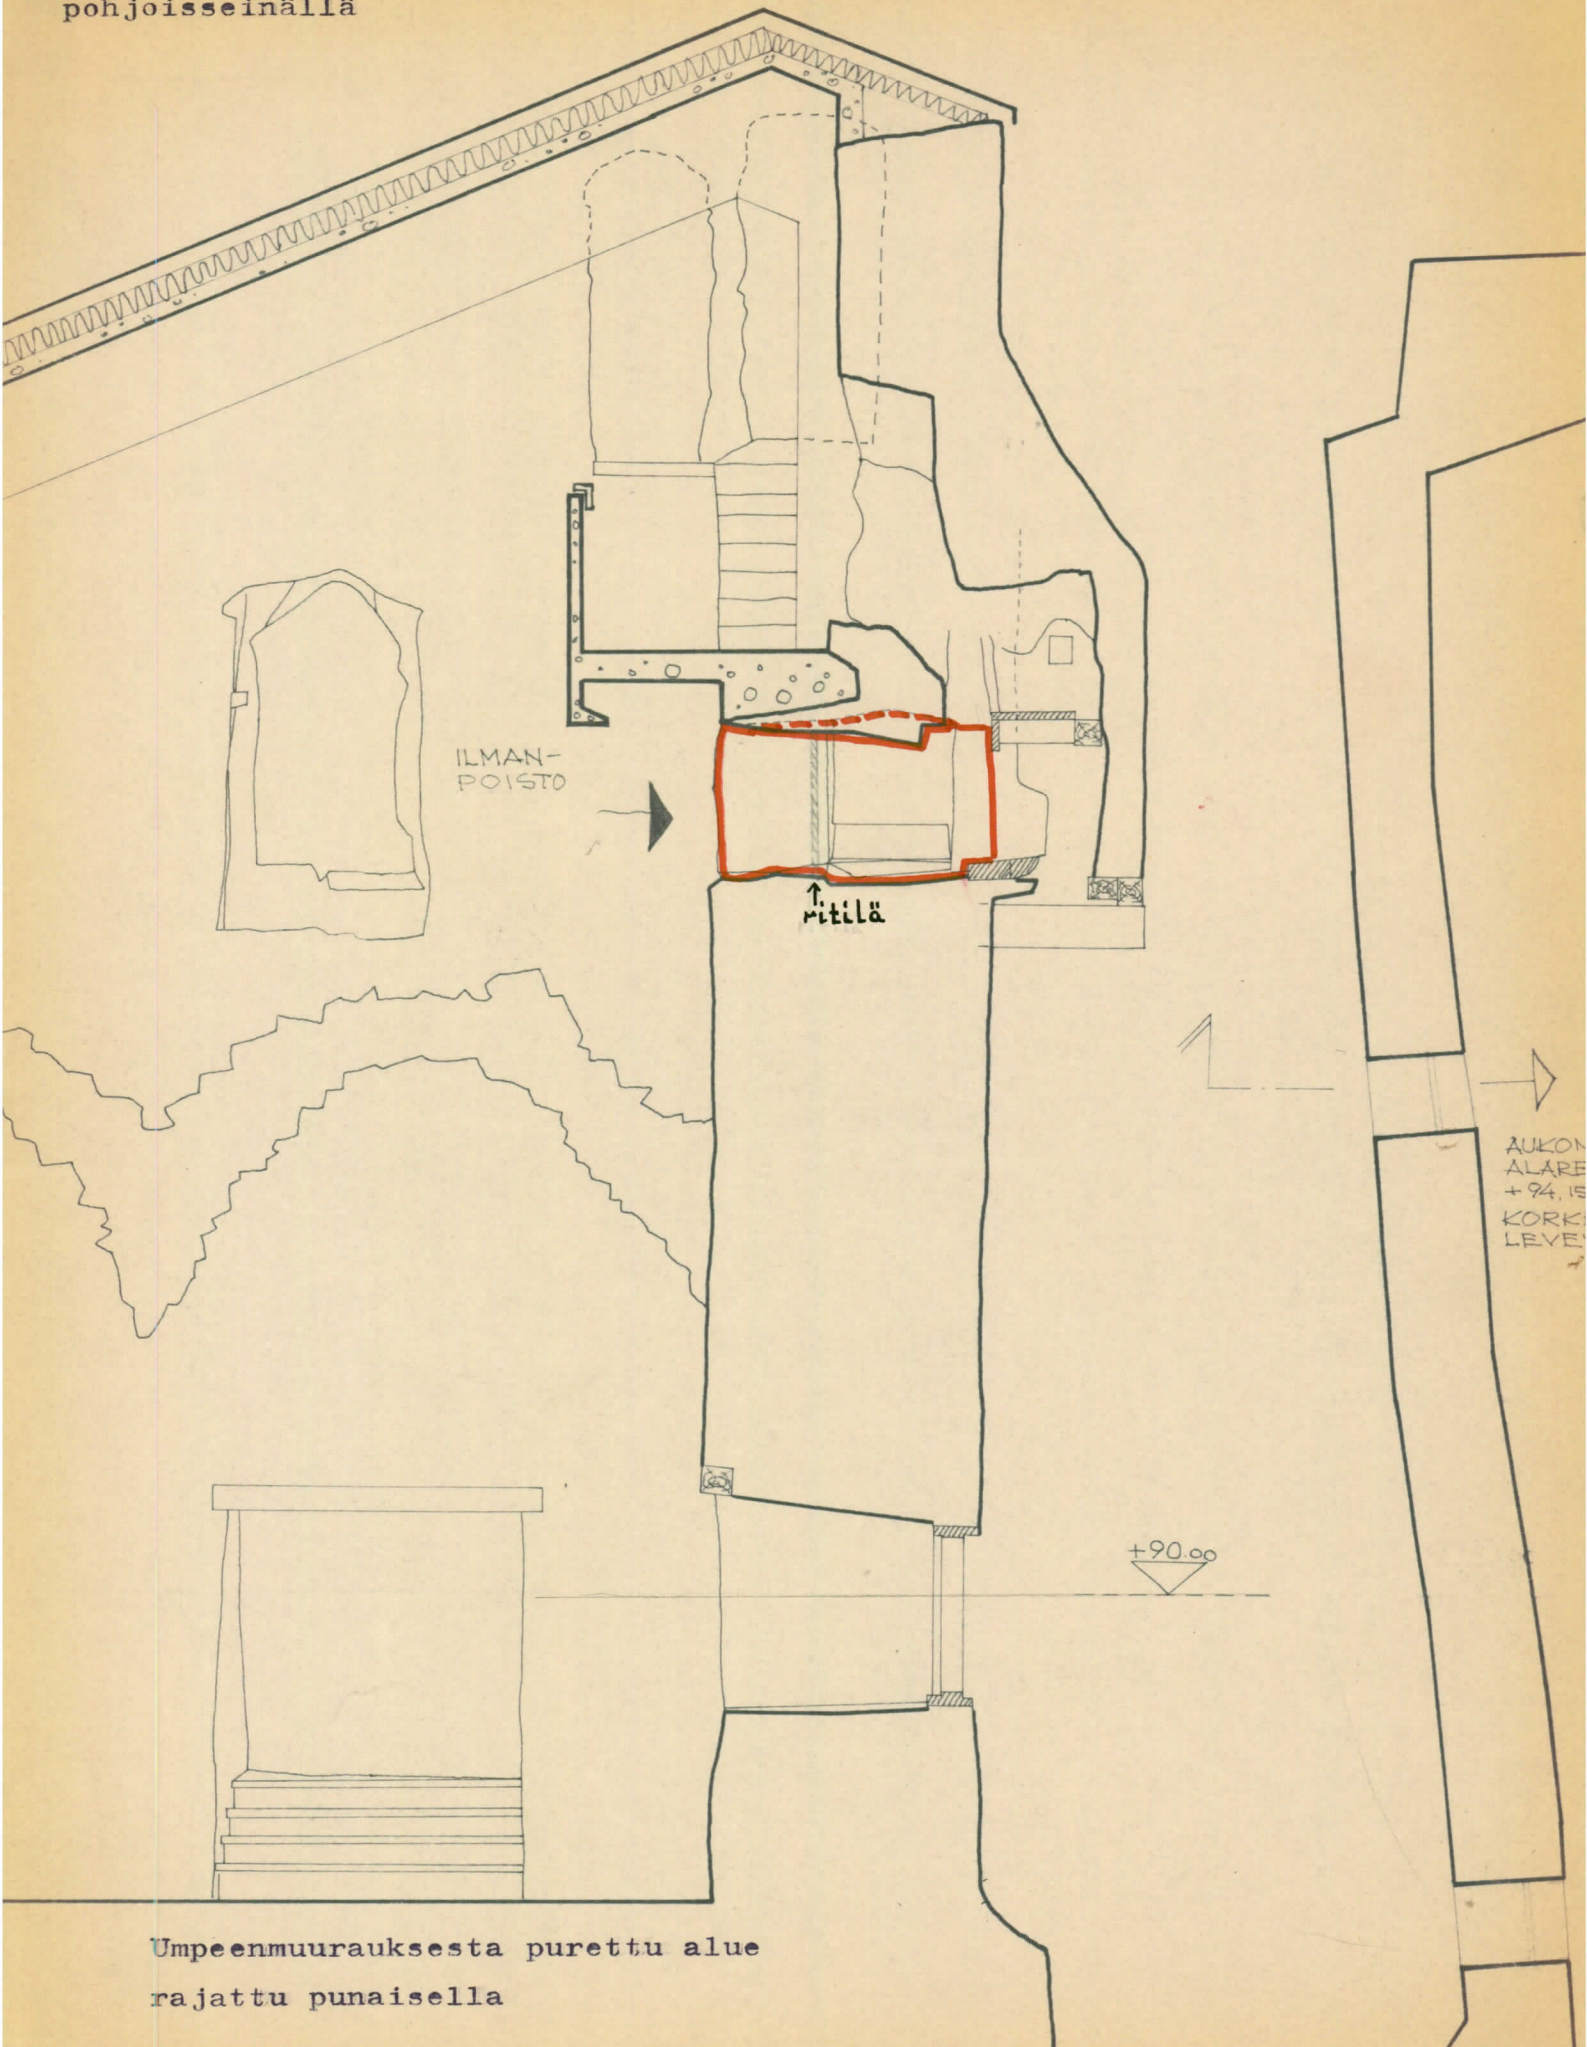 pohjoisseinällä
ILMAN-
POISTO
ritilä
AUKON
ALARE
+94.15
KORK
LEVE
+90.00
Umpeenmuurauksesta purettu alue
rajattu punaisella